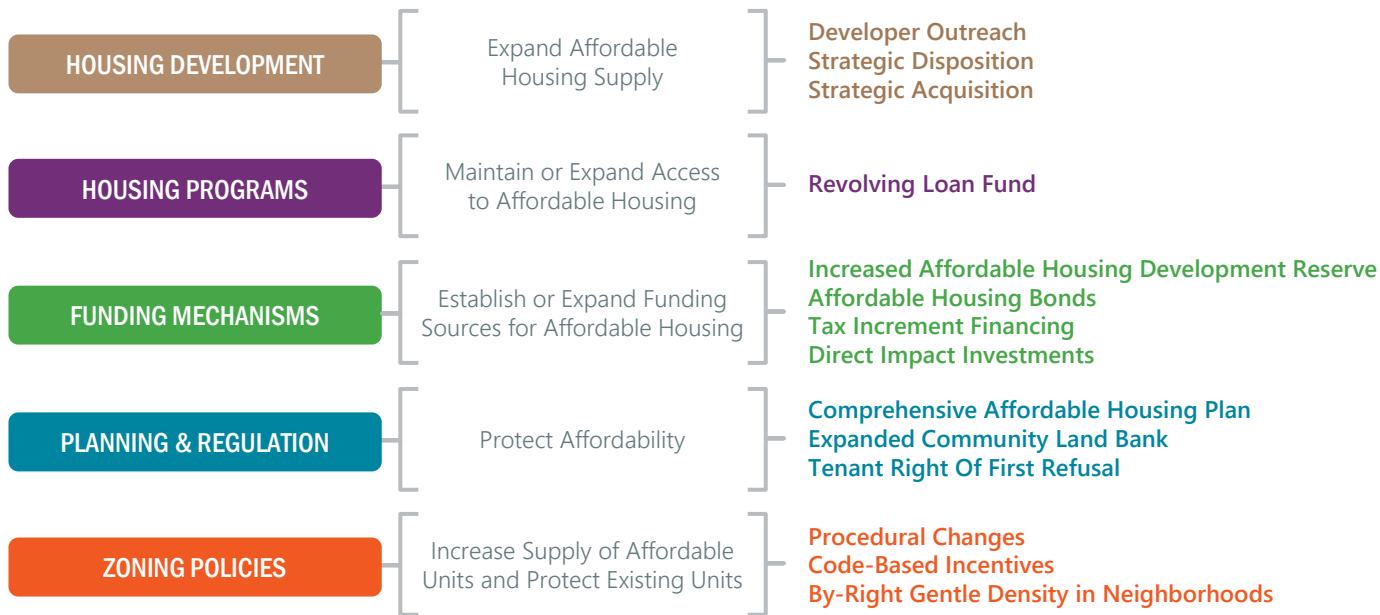 HOUSING DEVELOPMENT
Expand Affordable
Housing Supply
Developer Outreach
Strategic Disposition
Strategic Acquisition
HOUSING PROGRAMS
Maintain or Expand Access
to Affordable Housing
Revolving Loan Fund
FUNDING MECHANISMS
Establish or Expand Funding
Sources for Affordable Housing
Increased Affordable Housing Development Reserve
Affordable Housing Bonds
Tax Increment Financing
Direct Impact Investments
PLANNING & REGULATION
Protect Affordability
Comprehensive Affordable Housing Plan
Expanded Community Land Bank
Tenant Right Of First Refusal
ZONING POLICIES
Increase Supply of Affordable
Units and Protect Existing Units
Procedural Changes
Code-Based Incentives
By-Right Gentle Density in Neighborhoods